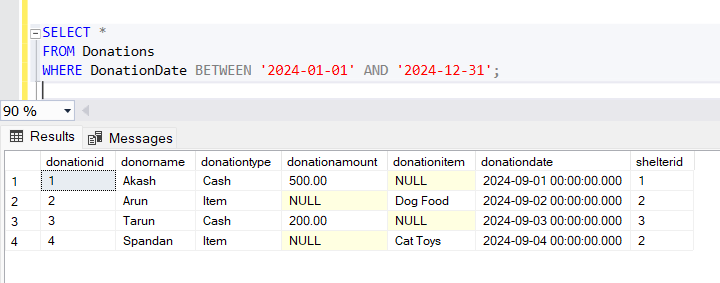 SELECT *
FROM Donations
WHERE DonationDate BETWEEN '2024-01-01' AND '2024-12-31';
90 %
Results Messages
donationid donorname donationtype donationamount donationitem donationdate shelterid
1 1 Akash Cash 500.00 NULL 2024-09-01 00:00:00.000 1
2 2 Arun Item NULL Dog Food 2024-09-02 00:00:00.000 2
3 3 Tarun Cash 200.00 NULL 2024-09-03 00:00:00.000 3
4 4 Spandan Item NULL Cat Toys 2024-09-04 00:00:00.000 2